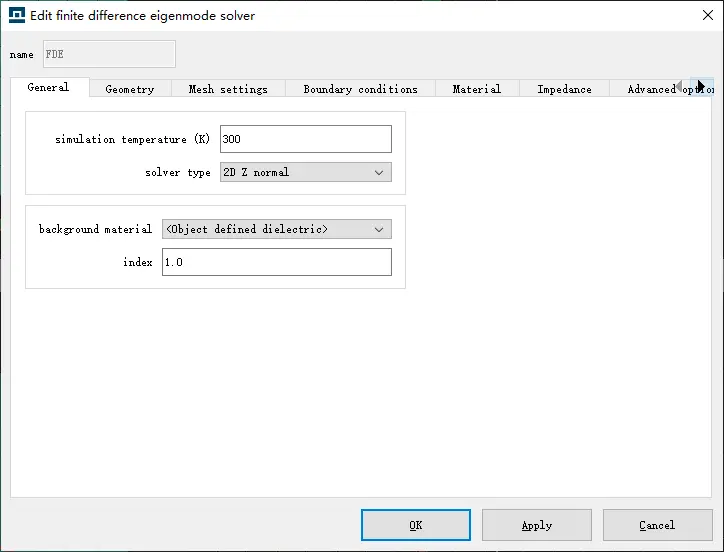 Edit finite difference eigenmode solver
name FDE
General Geometry Mesh settings Boundary conditions Material Impedance Advanced option
simulation temperature (K) 300
solver type 2D Z normal
background material <Object defined dielectric>
index 1.0
OK Apply Cancel